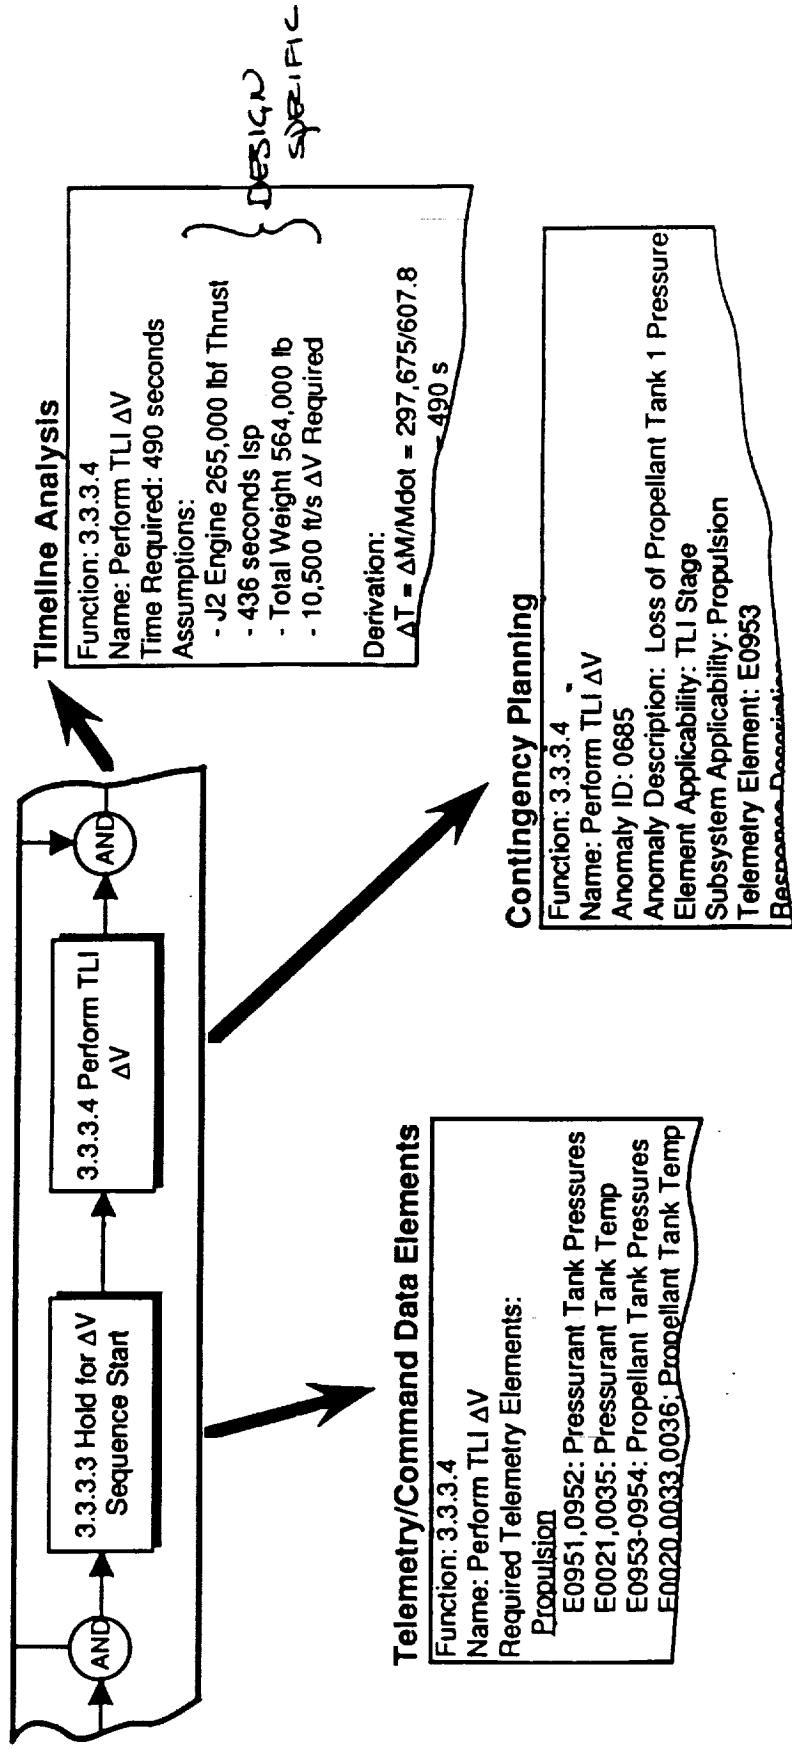 AND
3.3.3.3 Hold for ΔV
Sequence Start
3.3.3.4 Perform TLI
ΔV
AND
Timeline Analysis
Function: 3.3.3.4
Name: Perform TLI ΔV
Time Required: 490 seconds
Assumptions:
- J2 Engine 265,000 lbf Thrust
- 436 seconds Isp
- Total Weight 564,000 lb
- 10,500 ft/s ΔV Required
Derivation:
ΔT = ΔM/Mdot = 297,675/607.8
490 s
DESIGN
SPECIFIC
Telemetry/Command Data Elements
Function: 3.3.3.4
Name: Perform TLI ΔV
Required Telemetry Elements:
Propulsion
E0951,0952: Pressurant Tank Pressures
E0021,0035: Pressurant Tank Temp
E0953-0954: Propellant Tank Pressures
E0020,0033,0036: Propellant Tank Temp
Contingency Planning
Function: 3.3.3.4
Name: Perform TLI ΔV
Anomaly ID: 0685
Anomaly Description: Loss of Propellant Tank 1 Pressure
Element Applicability: TLI Stage
Subsystem Applicability: Propulsion
Telemetry Element: E0953
Response Description